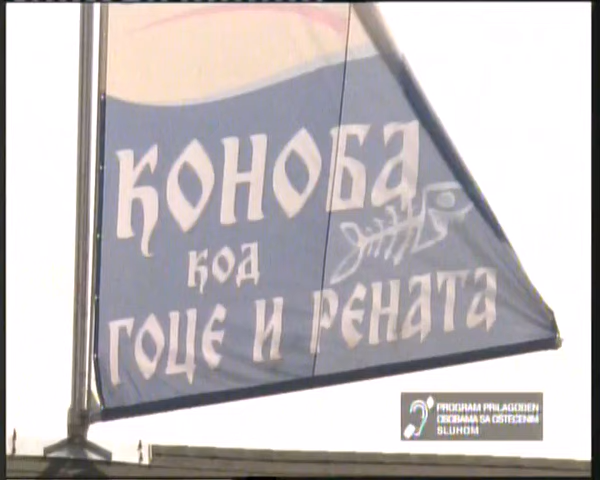 КОНОБА
КОД
ГОЦЕ И РЕНАТА
PROGRAM PRILAGOĐEN
OSOBAMA SA OŠTEĆENIM
SLUHOM